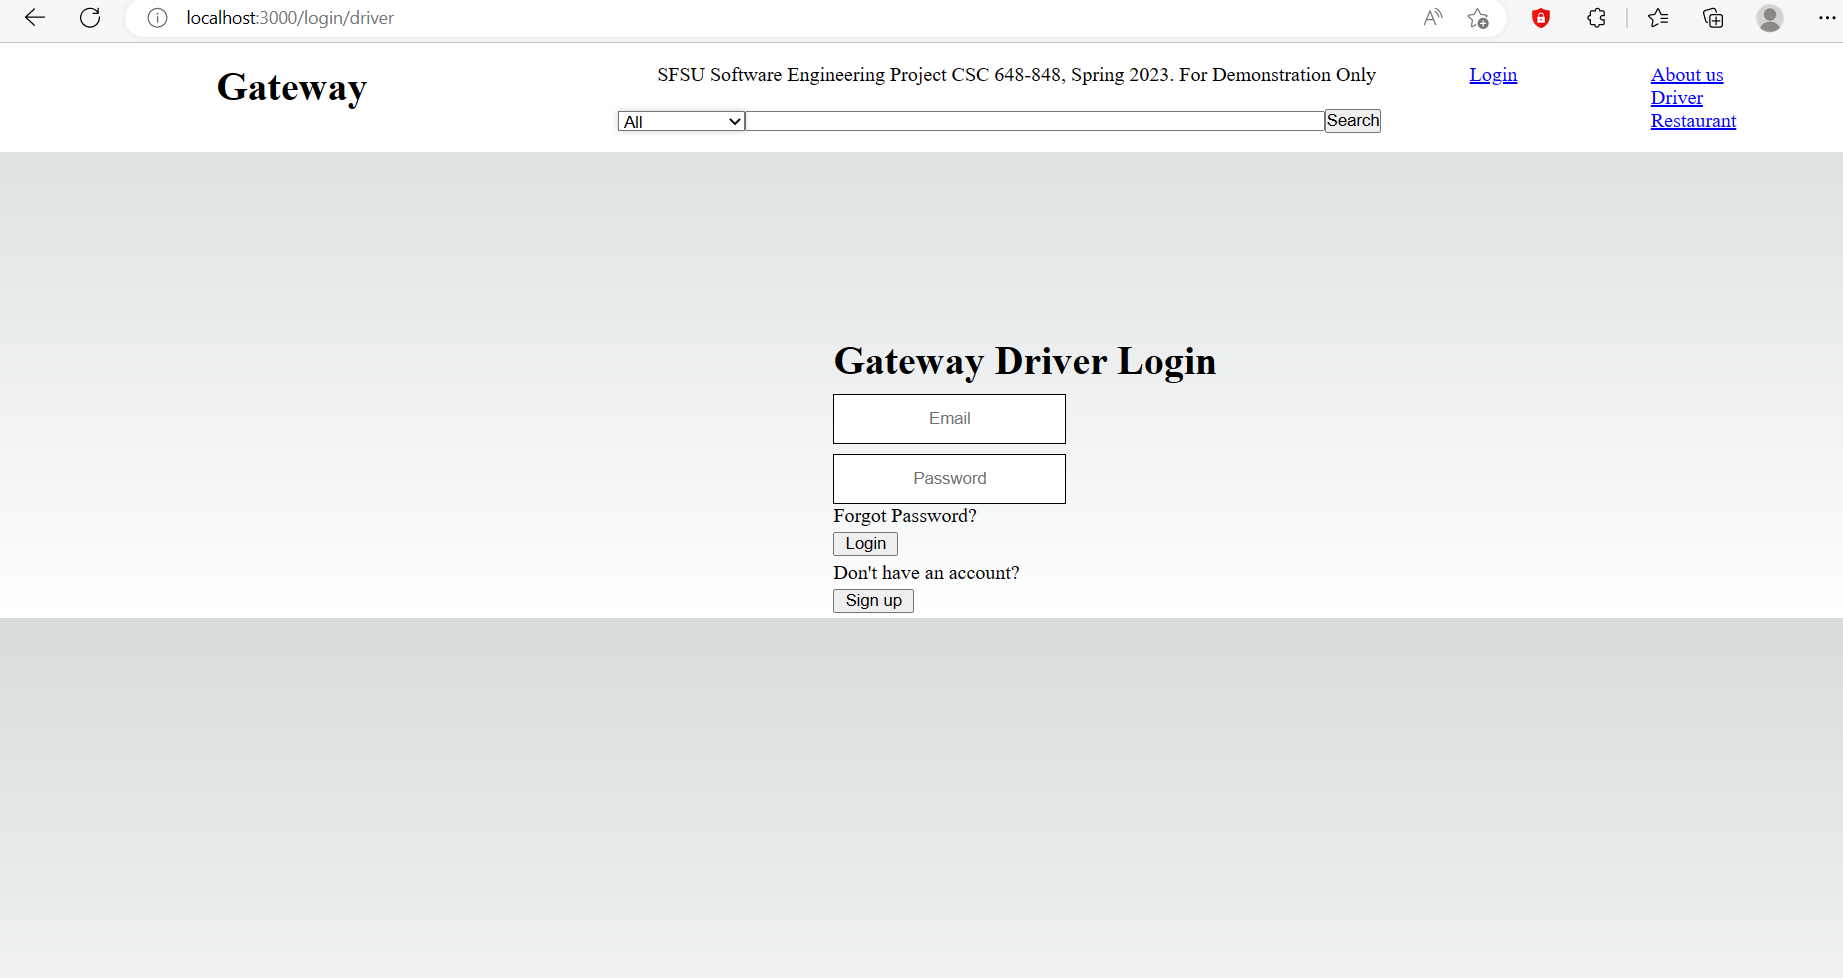 localhost:3000/login/driver
Gateway
SFSU Software Engineering Project CSC 648-848, Spring 2023. For Demonstration Only
All
Search
Login
About us
Driver
Restaurant
Gateway Driver Login
Email
Password
Forgot Password?
Login
Don't have an account?
Sign up